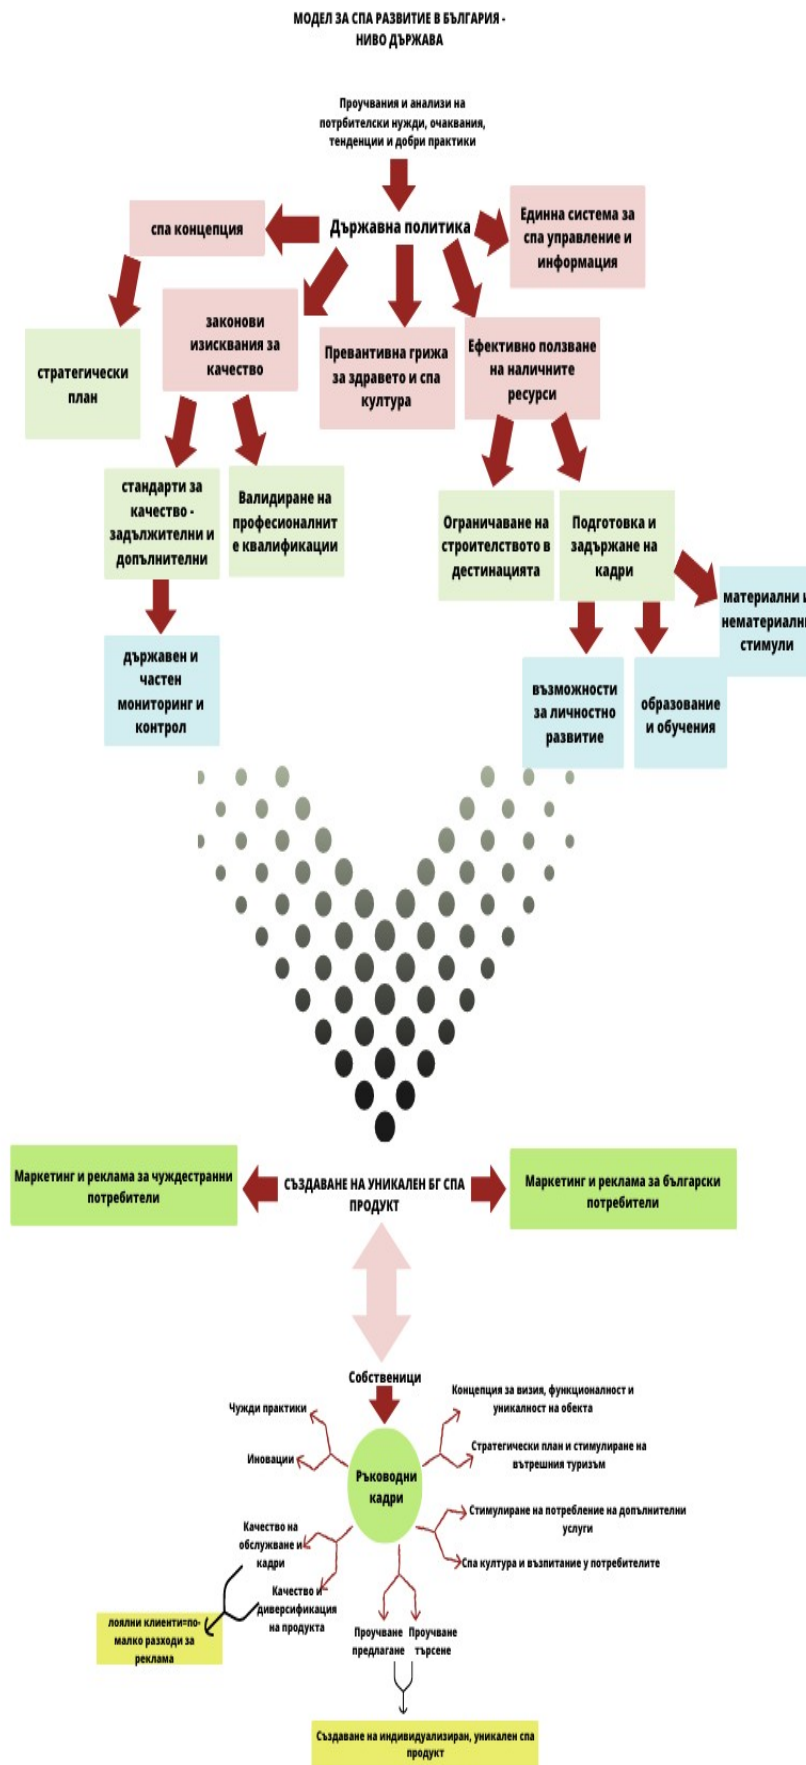 МОДЕЛ ЗА СПА РАЗВИТИЕ В БЪЛГАРИЯ -
НИВО ДЪРЖАВА
Проучвания и анализи на
потрбителски нужди, очаквания,
тенденции и добри практики
Държавна политика
спа концепция
Единна система за
спа управление и
информация
стратегически
план
законови
изисквания за
качество
Превантивна грижа
за здравето и спа
култура
Ефективно ползване
на наличните
ресурси
стандарти за
качество -
задължителни и
допълнителни
Валидиране на
професионалнит
е квалификации
Ограничаване на
строителството в
дестинацията
Подготовка и
задържане на
кадри
материални и
нематериалн
стимули
държавен и
частен
мониторинг и
контрол
възможности
за личностно
развитие
образование
и обучения
Маркетинг и реклама за чуждестранни
потребители
СЪЗДАВАНЕ НА УНИКАЛЕН БГ СПА
ПРОДУКТ
Маркетинг и реклама за български
потребители
Собственици
Ръководни
кадри
Чужди практики
Иновации
Концепция за визия, функционалност и
уникалност на обекта
Стратегически план и стимулиране на
вътрешния туризъм
Стимулиране на потребление на допълнителни
услуги
Спа култура и възпитание у потребителите
Качество на
обслужване и
кадри
Качество и
диверсификация
на продукта
лоялни клиенти=по-
малко разходи за
реклама
Проучване
предлагане
Проучване
търсене
Създаване на индивидуализиран, уникален спа
продукт